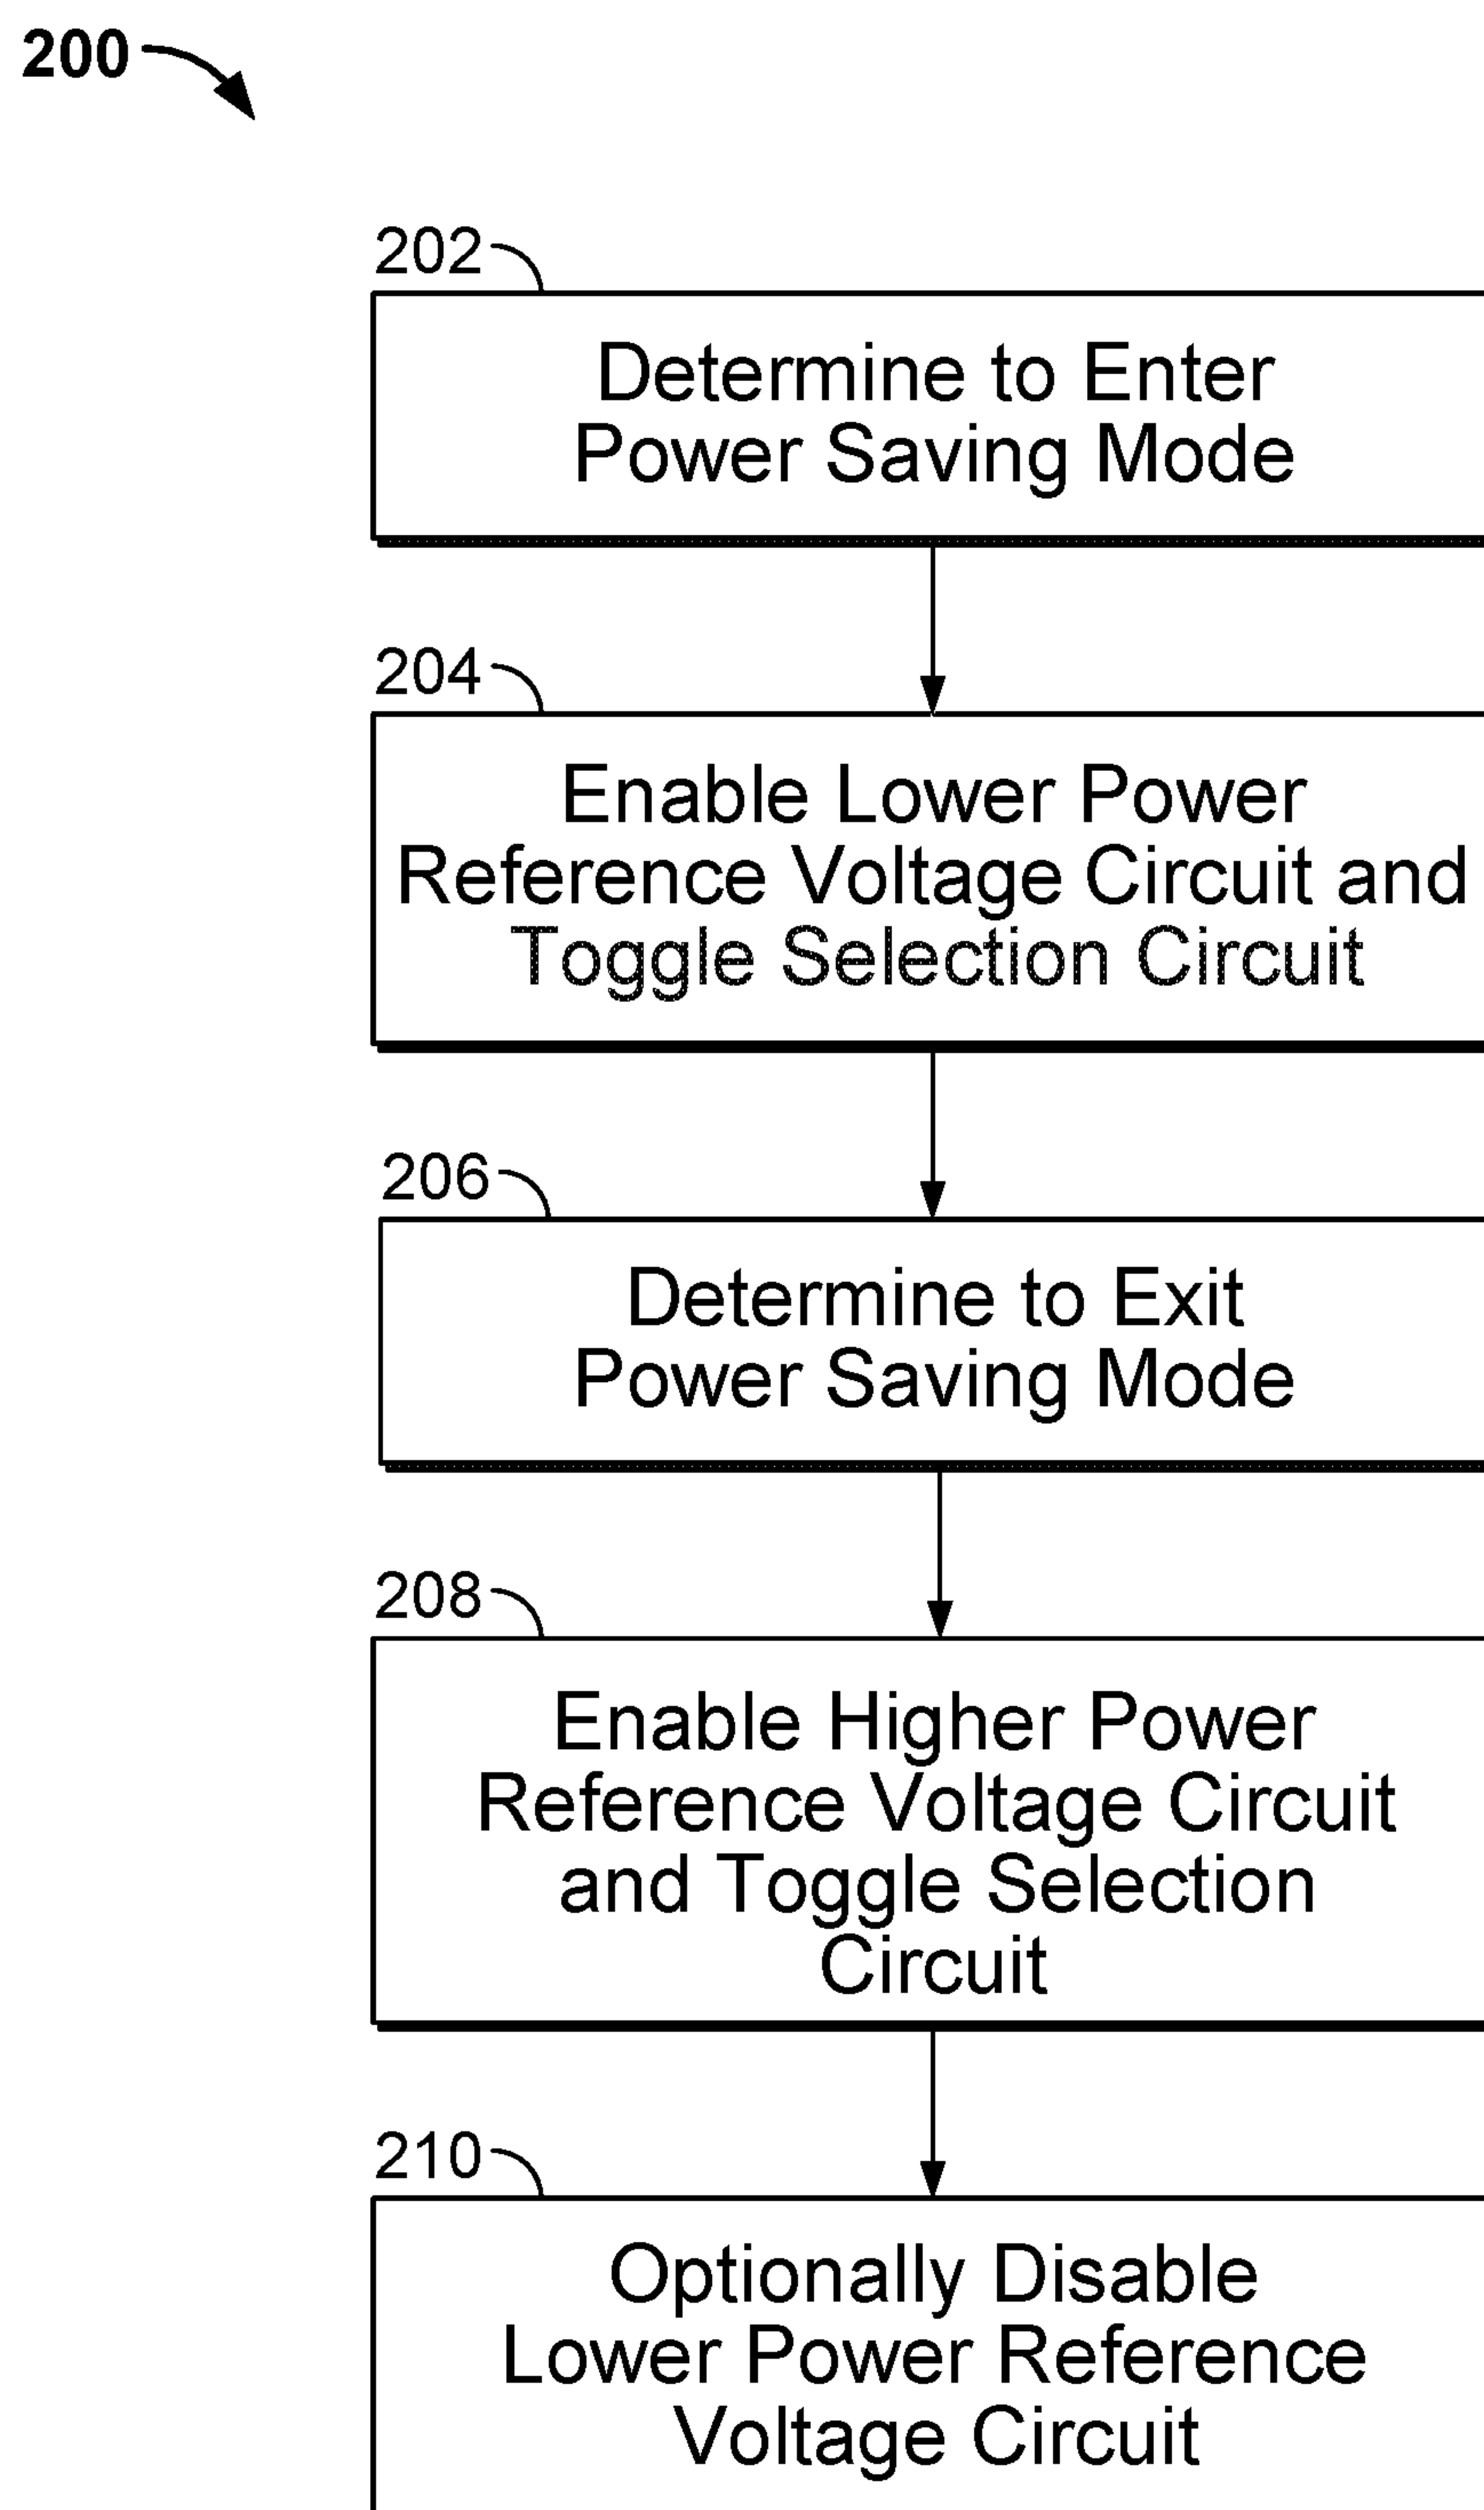 200
202
Determine to Enter
Power Saving Mode
204
Enable Lower Power
Reference Voltage Circuit and
Toggle Selection Circuit
206
Determine to Exit
Power Saving Mode
208
Enable Higher Power
Reference Voltage Circuit
and Toggle Selection
Circuit
210
Optionally Disable
Lower Power Reference
Voltage Circuit